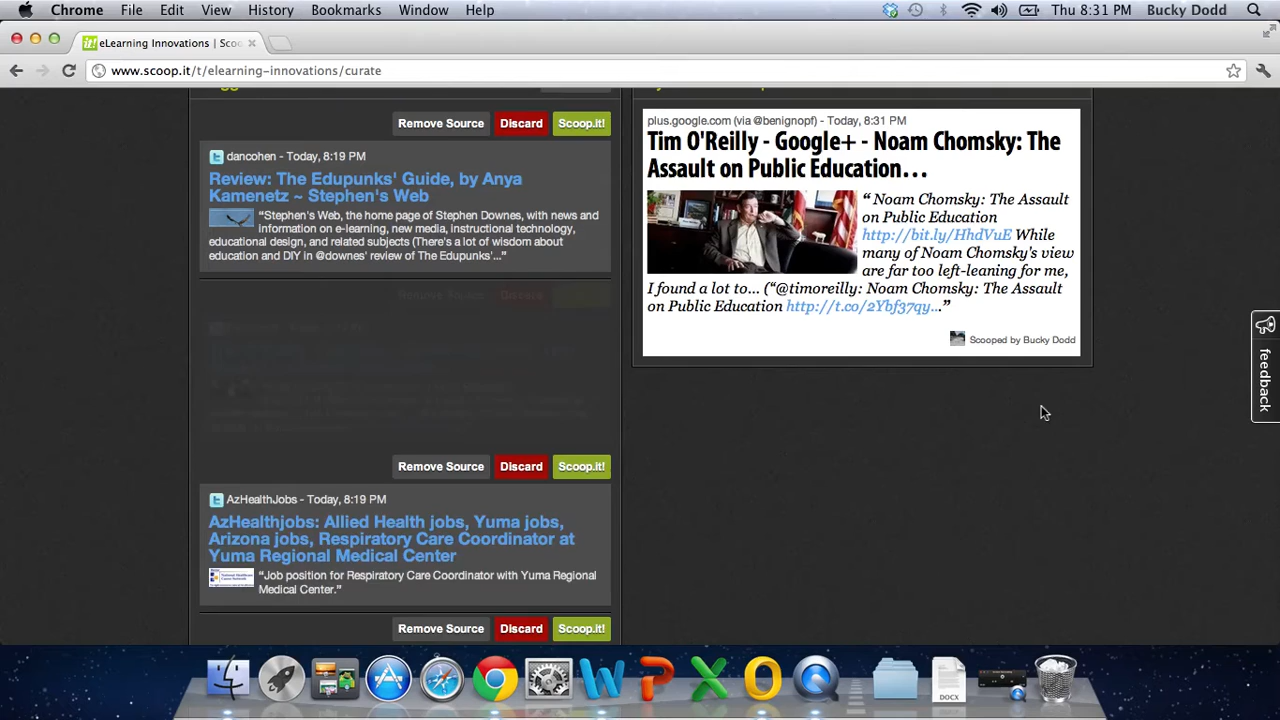 Chrome File Edit View History Bookmarks Window Help Thu 8:31 PM Bucky Dodd
it! eLearning Innovations | Scoo
www.scoop.it/t/elearning-innovations/curate
Remove Source Discard Scoop.it!
dancohen - Today, 8:19 PM
Review: The Edupunks' Guide, by Anya
Kamenetz ~ Stephen's Web
“Stephen's Web, the home page of Stephen Downes, with news and
information on e-learning, new media, instructional technology,
educational design, and related subjects (There's a lot of wisdom about
education and DIY in @downes' review of The Edupunks'...”
Remove Source Discard
Remove Source Discard Scoop.it!
AzHealthJobs - Today, 8:19 PM
AzHealthjobs: Allied Health jobs, Yuma jobs,
Arizona jobs, Respiratory Care Coordinator at
Yuma Regional Medical Center
“Job position for Respiratory Care Coordinator with Yuma Regional
Medical Center.”
Remove Source Discard Scoop.it!
plus.google.com (via @benignopf) - Today, 8:31 PM
Tim O'Reilly - Google+ - Noam Chomsky: The
Assault on Public Education…
“ Noam Chomsky: The Assault
on Public Education
http://bit.ly/HhdVuE While
many of Noam Chomsky's view
are far too left-leaning for me,
I found a lot to... (“@timoreilly: Noam Chomsky: The Assault
on Public Education http://t.co/2Ybf37qy...”
Scooped by Bucky Dodd
feedback
DOCX